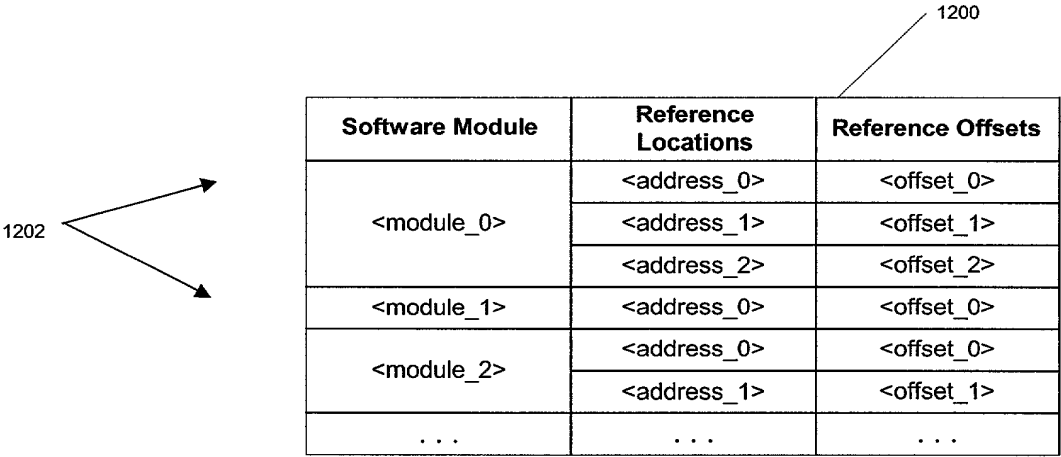 1200
Software Module Reference Locations Reference Offsets
<module_0> <address_0> <offset_0>
<address_1> <offset_1>
<address_2> <offset_2>
1202
<module_1> <address_0> <offset_0>
<module_2> <address_0> <offset_0>
<address_1> <offset_1>
. . . . . . . . .